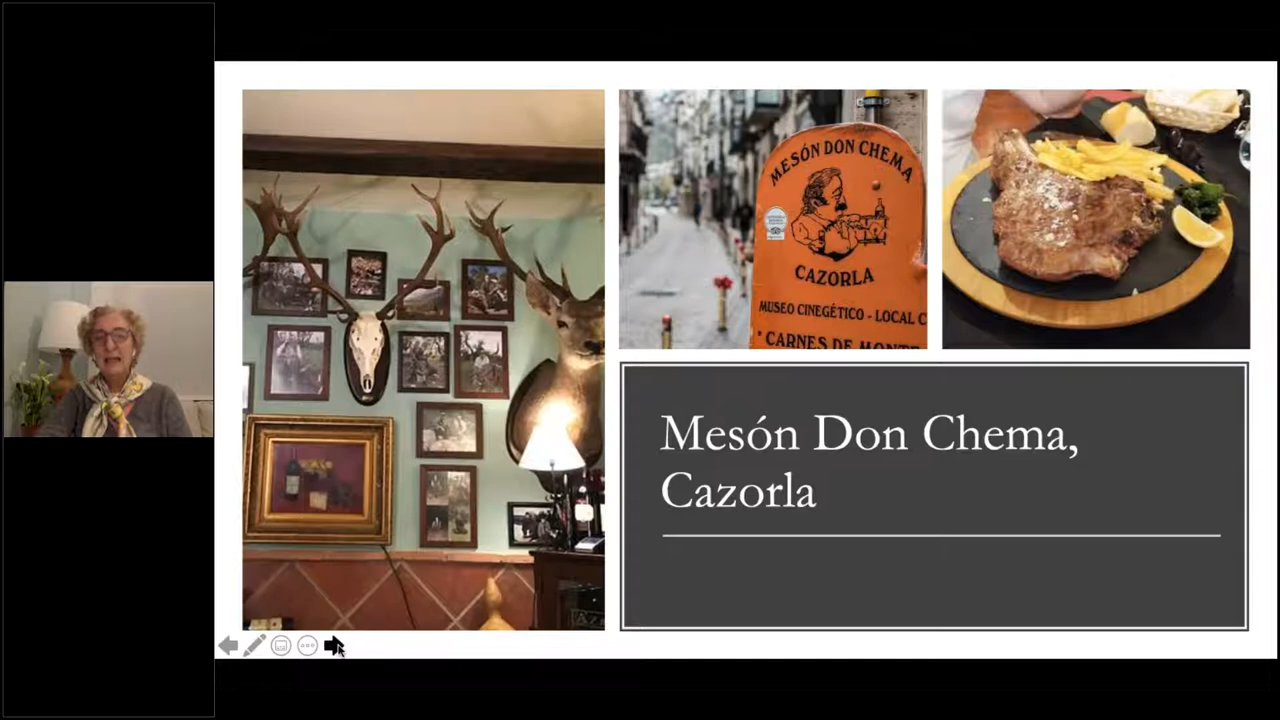 MESÓN DON CHEMA
CAZORLA
MUSEO CINEGÉTICO - LOCAL C
* CARNES DE MONTE
Mesón Don Chema,
Cazorla